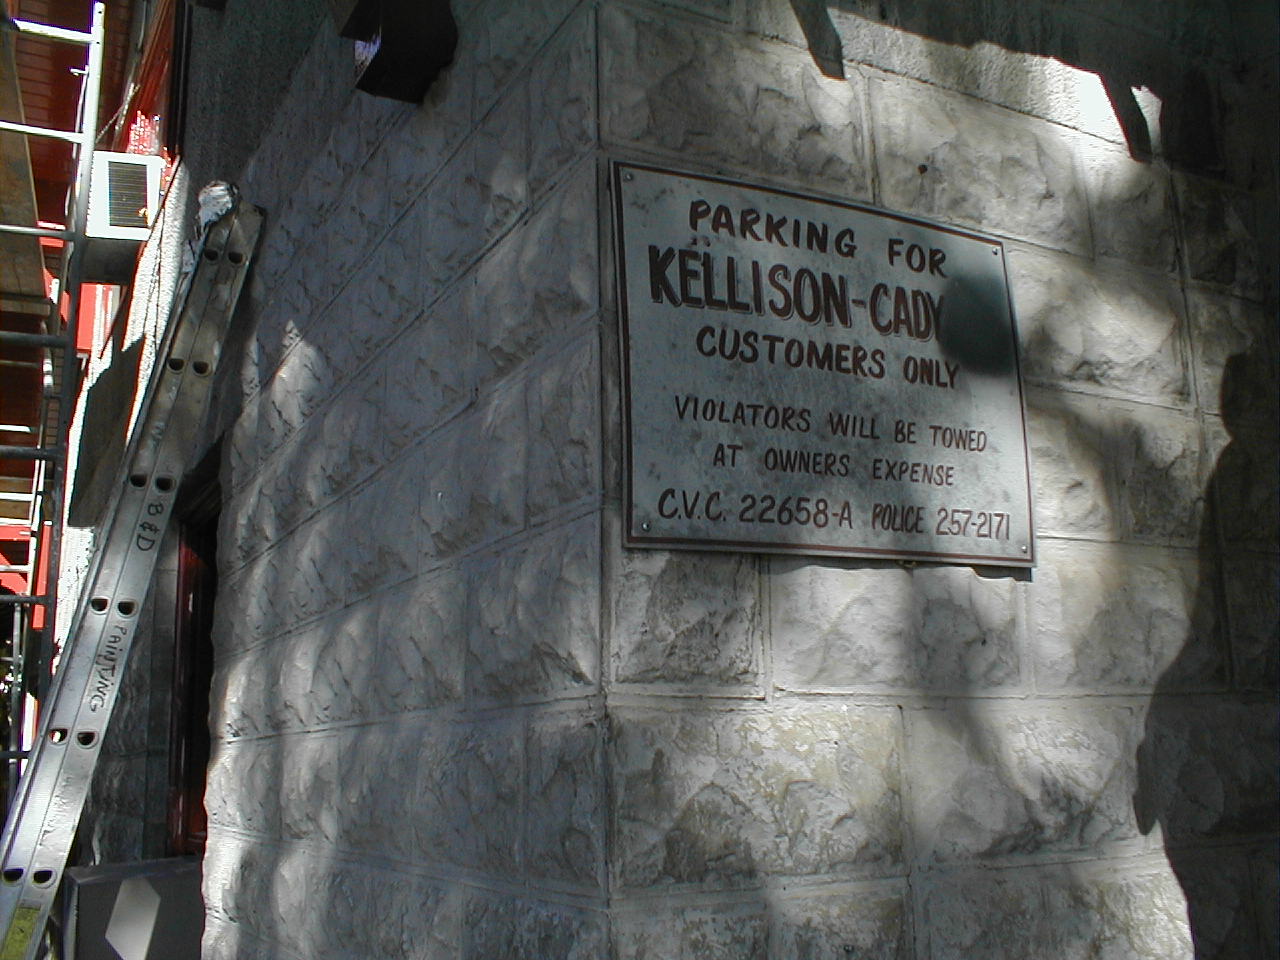 PARKING FOR
KELLISON-CADY
CUSTOMERS ONLY
VIOLATORS WILL BE TOWED
AT OWNERS EXPENSE
C.V.C. 22658-A POLICE 257-2171
B&D
PAINTING